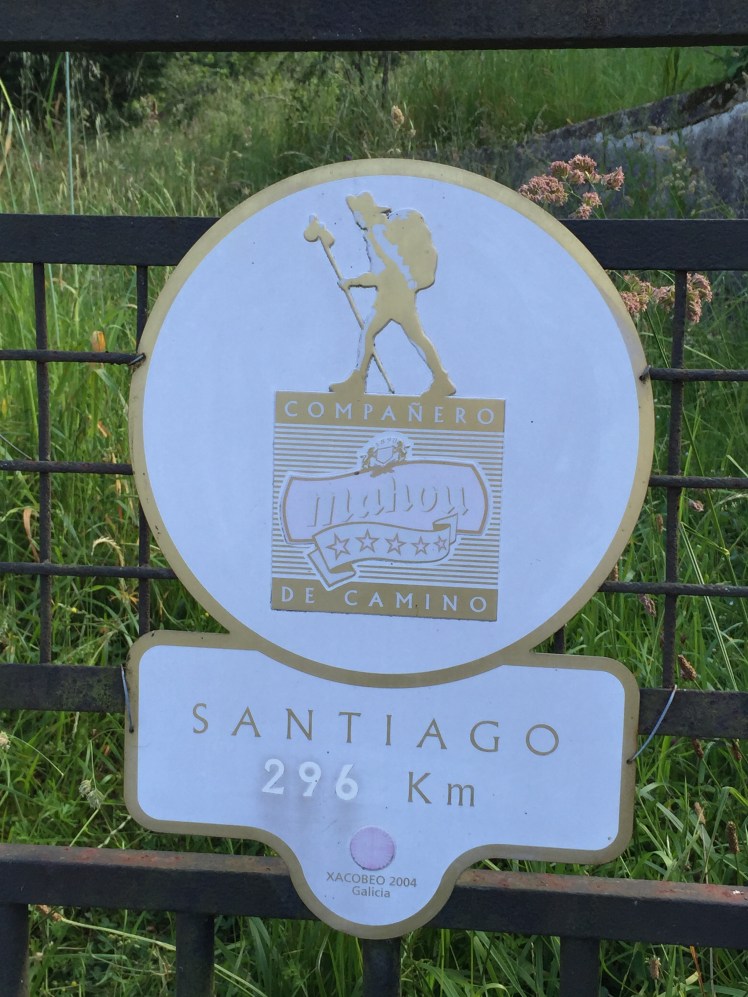 COMPAÑERO
mahou
DE CAMINO
SANTIAGO
296 Km
XACOBEO 2004
Galicia